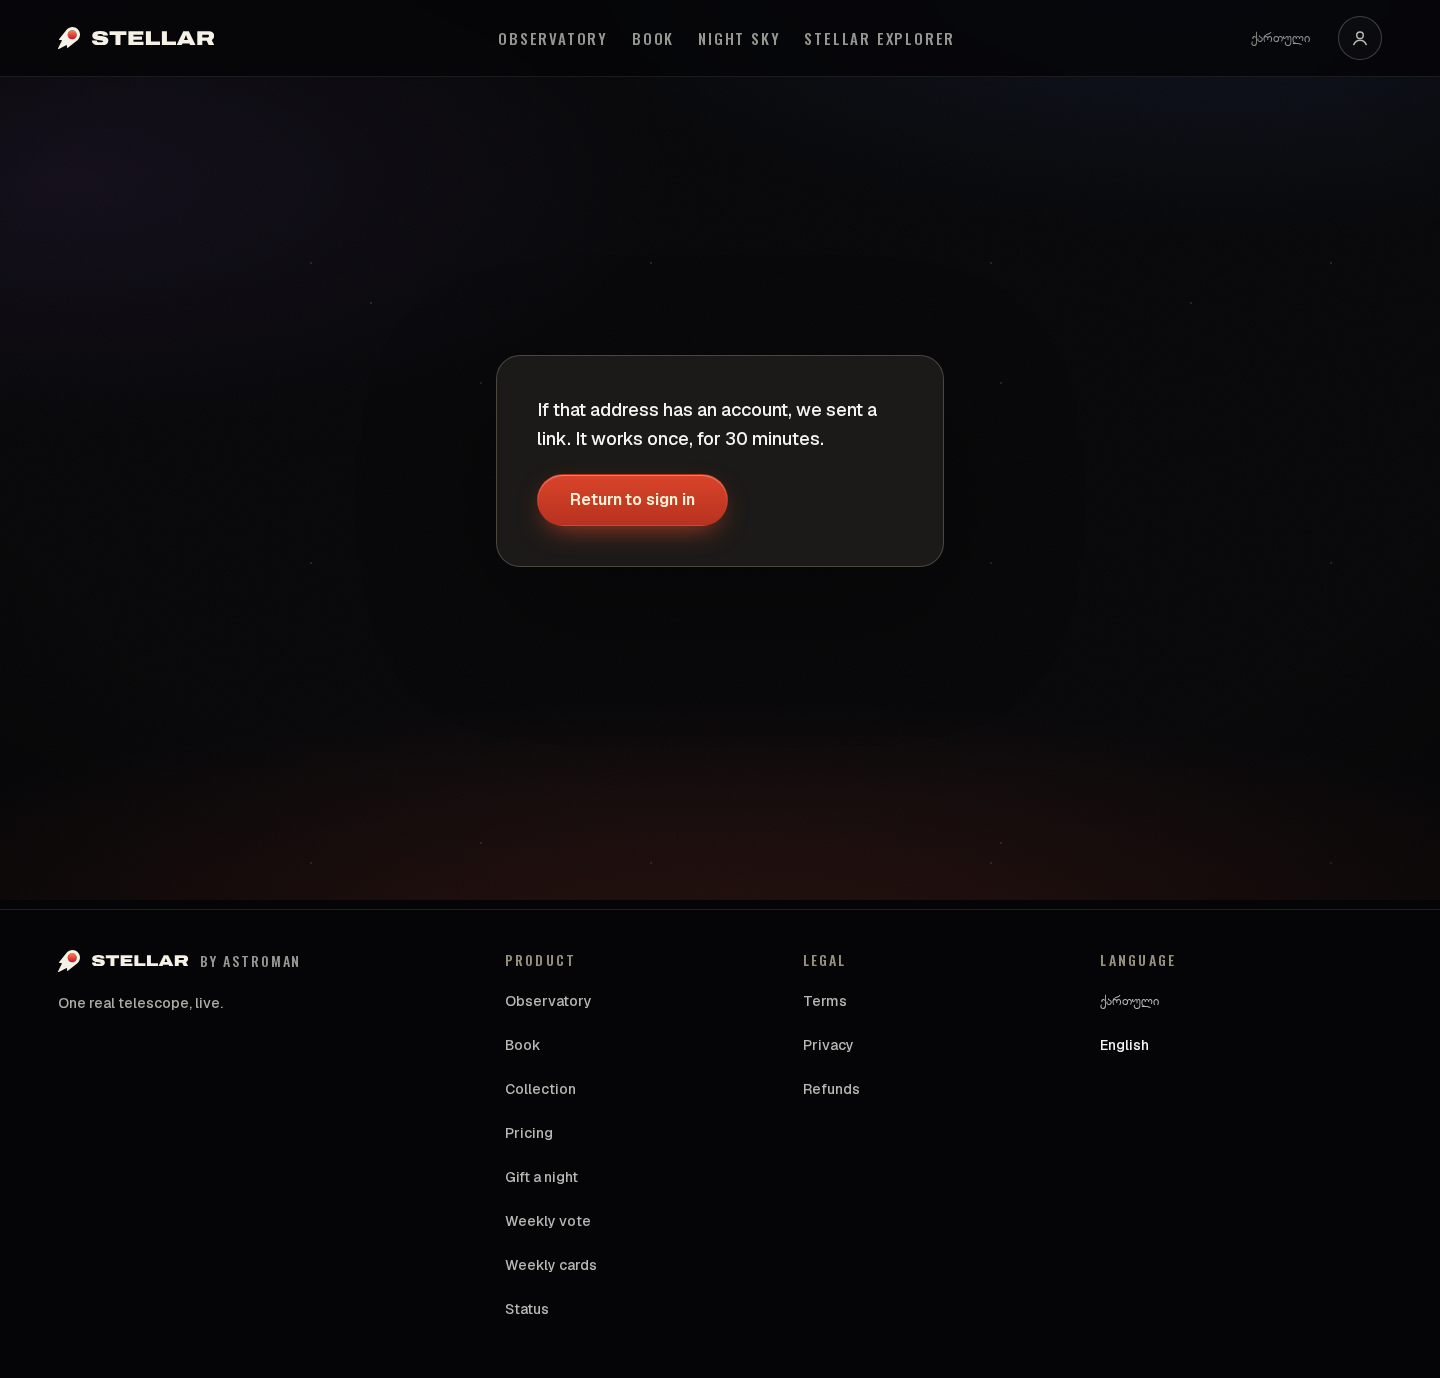 STELLAR
OBSERVATORY
BOOK
NIGHT SKY
STELLAR EXPLORER
ქართული
If that address has an account, we sent a
link. It works once, for 30 minutes.
Return to sign in
STELLAR BY ASTROMAN
One real telescope, live.
PRODUCT
Observatory
Book
Collection
Pricing
Gift a night
Weekly vote
Weekly cards
Status
LEGAL
Terms
Privacy
Refunds
LANGUAGE
ქართული
English